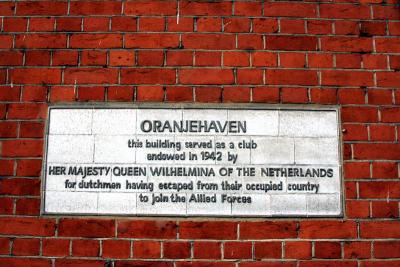 ORANJEHAVEN
this building served as a club
endowed in 1942 by
HER MAJESTY QUEEN WILHELMINA OF THE NETHERLANDS
for dutchmen having escaped from their occupied country
to join the Allied Forces